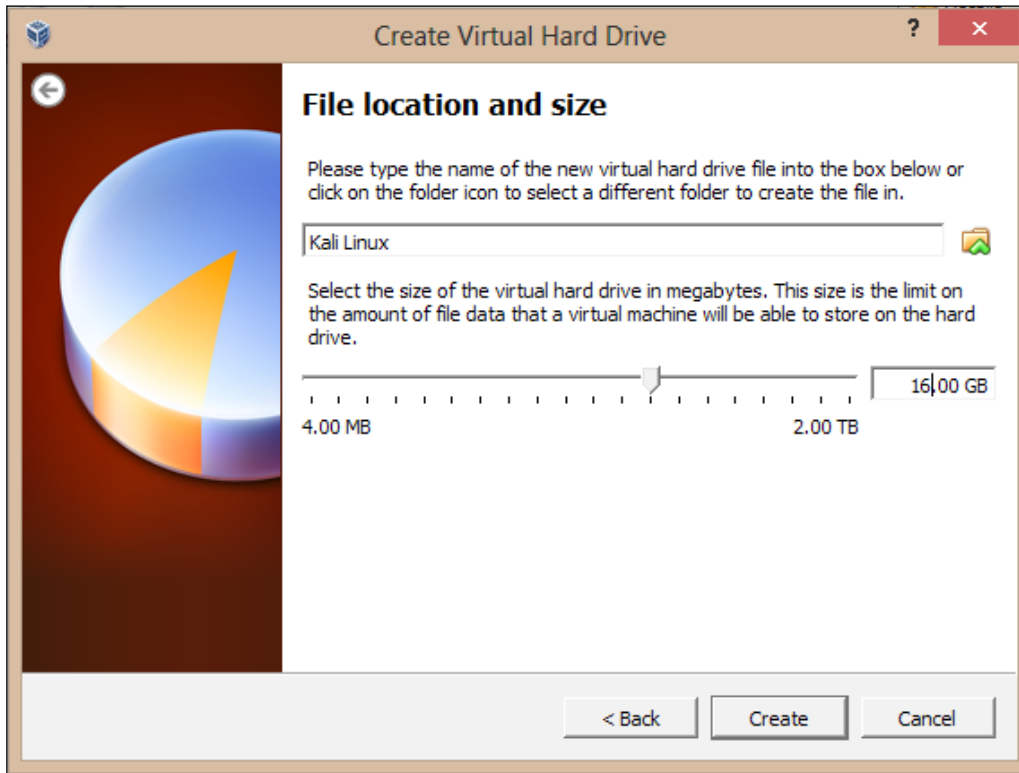 Create Virtual Hard Drive
?
File location and size
Please type the name of the new virtual hard drive file into the box below or
click on the folder icon to select a different folder to create the file in.
Kali Linux
Select the size of the virtual hard drive in megabytes. This size is the limit on
the amount of file data that a virtual machine will be able to store on the hard
drive.
16.00 GB
4.00 MB
2.00 TB
< Back
Create
Cancel